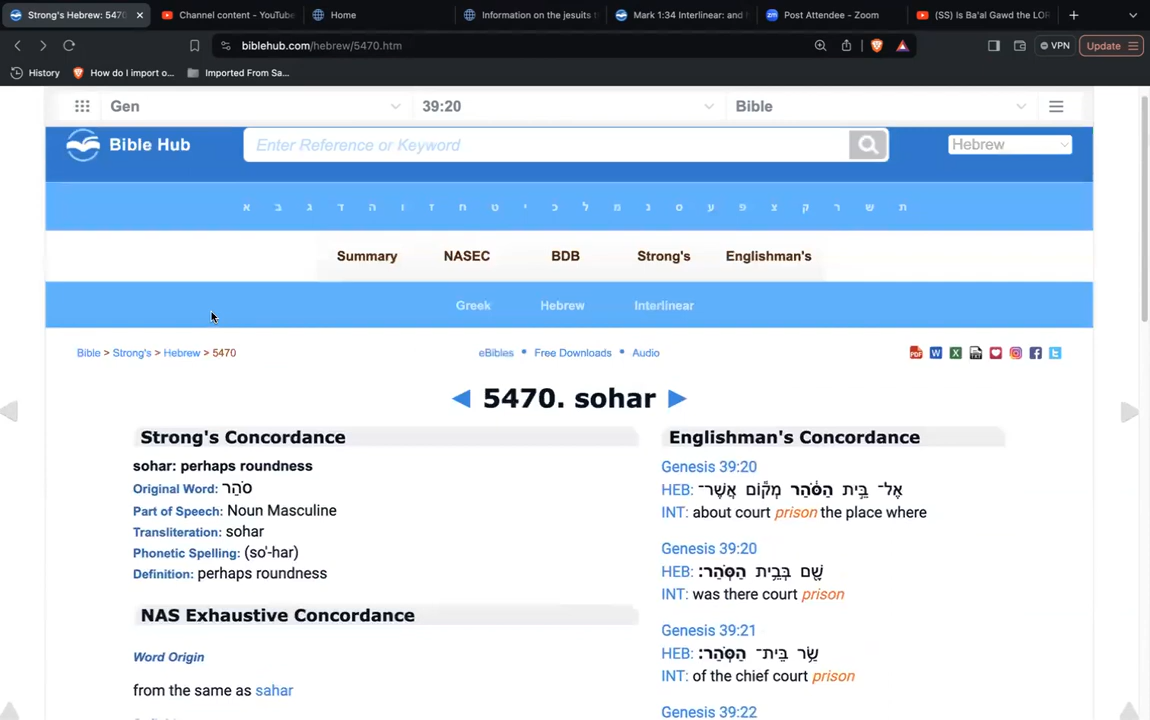 Strong's Hebrew: 5470
Channel content - YouTube
Home
Information on the jesuits t
Mark 1:34 Interlinear: and
Post Attendee - Zoom
(SS) Is Ba'al Gawd the LOR
biblehub.com/hebrew/5470.htm
VPN
Update
History
How do I import o...
Imported From Sa...
Gen
39:20
Bible
Bible Hub
Enter Reference or Keyword
Hebrew
א ב ג ד ה ו ז ח ט י כ ל מ נ ס ע פ צ ק ר ש ת
Summary NASEC BDB Strong's Englishman's
Greek Hebrew Interlinear
Bible > Strong's > Hebrew > 5470
eBibles • Free Downloads • Audio
◄ 5470. sohar ►
Strong's Concordance
sohar: perhaps roundness
Original Word: סֹהַר
Part of Speech: Noun Masculine
Transliteration: sohar
Phonetic Spelling: (so'-har)
Definition: perhaps roundness
NAS Exhaustive Concordance
Word Origin
from the same as sahar
Englishman's Concordance
Genesis 39:20
HEB: אֶל־ בֵּ֣ית הַסֹּ֔הַר מְק֕וֹם אֲשֶׁר־
INT: about court prison the place where
Genesis 39:20
HEB: שָׁ֖ם בְּבֵ֥ית הַסֹּֽהַר׃
INT: was there court prison
Genesis 39:21
HEB: שַׂ֥ר בֵּית־ הַסֹּֽהַר׃
INT: of the chief court prison
Genesis 39:22